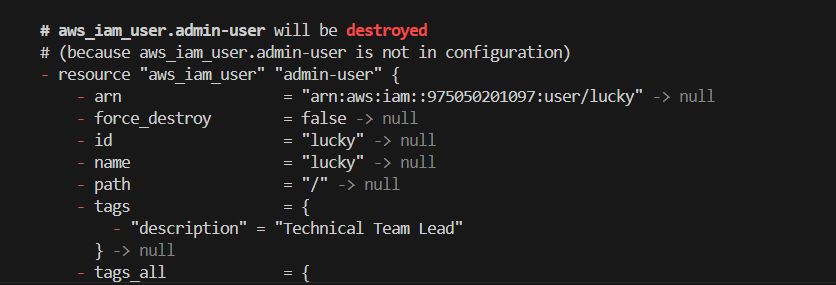 # aws_iam_user.admin-user will be destroyed
# (because aws_iam_user.admin-user is not in configuration)
- resource "aws_iam_user" "admin-user" {
- arn = "arn:aws:iam::975050201097:user/lucky" -> null
- force_destroy = false -> null
- id = "lucky" -> null
- name = "lucky" -> null
- path = "/" -> null
- tags = {
- "description" = "Technical Team Lead"
} -> null
- tags_all = {